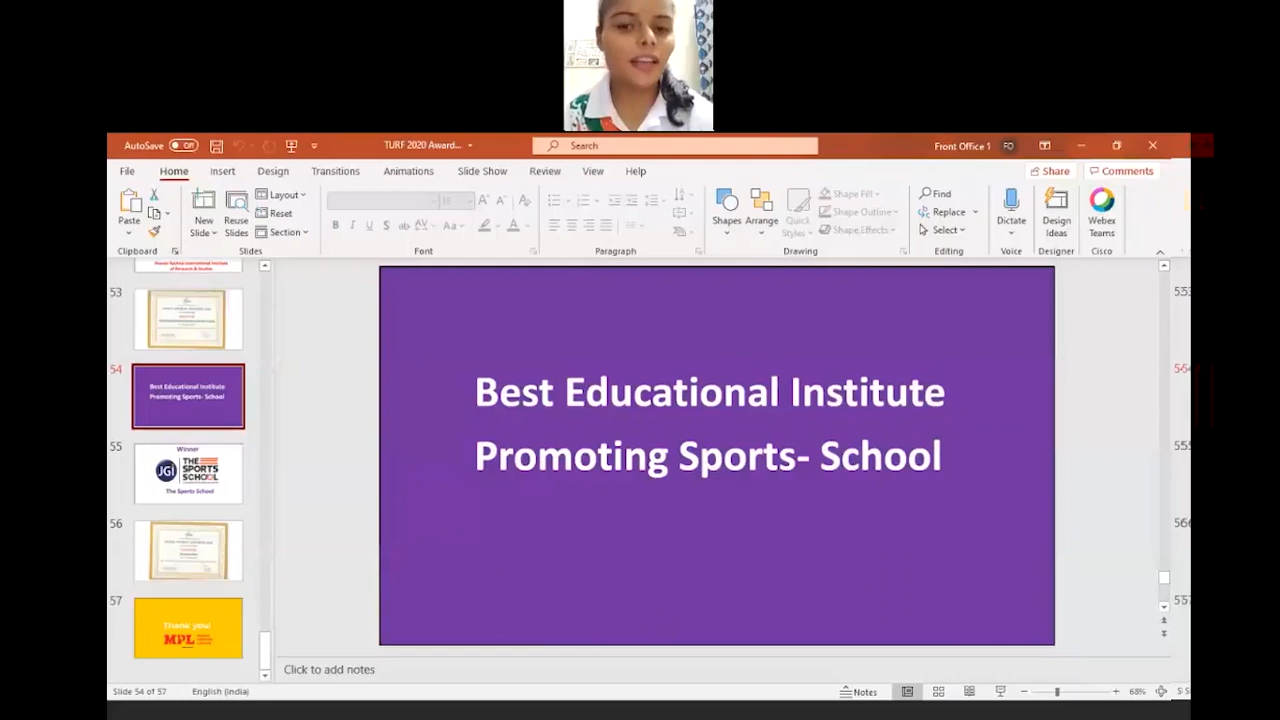 AutoSave Off TURF 2020 Award... Search Front Office 1 FO
File Home Insert Design Transitions Animations Slide Show Review View Help Share Comments
Paste
New
Slide
Reuse
Slides
Layout
Reset
Section
Shapes
Arrange
Quick
Styles
Shape Fill
Shape Outline
Shape Effects
Find
Replace
Select
Dictate
Design
Ideas
Webex
Teams
Clipboard Slides Font Paragraph Drawing Editing Voice Designer Cisco
of Research & Studies
53
54
Best Educational Institute
Promoting Sports- School
55
Winner
JGI THE
SPORTS
SCHOOL
The Sports School
56
57
Thank you!
MPL
Best Educational Institute
Promoting Sports- School
Click to add notes
Slide 54 of 57 English (India) Notes 68%